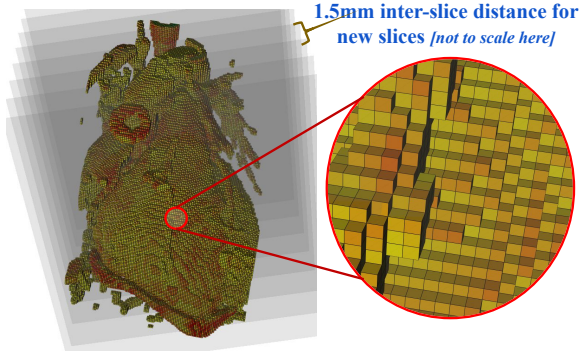 1.5mm inter-slice distance for
new slices [not to scale here]